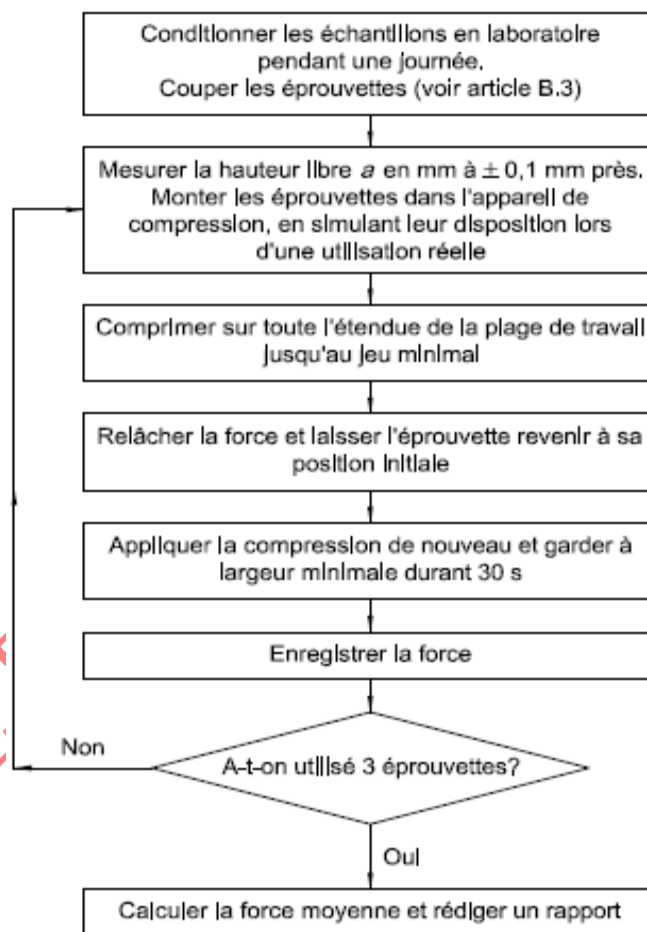 Conditionner les échantillons en laboratoire
pendant une journée.
Couper les éprouvettes (voir article B.3)
Mesurer la hauteur libre a en mm à ± 0,1 mm près.
Monter les éprouvettes dans l'appareil de
compression, en simulant leur disposition lors
d'une utilisation réelle
Comprimer sur toute l'étendue de la plage de travail
jusqu'au jeu minimal
Relâcher la force et laisser l'éprouvette revenir à sa
position initiale
Appliquer la compression de nouveau et garder à
largeur minimale durant 30 s
Enregistrer la force
Non
A-t-on utilisé 3 éprouvettes?
Oui
Calculer la force moyenne et rédiger un rapport